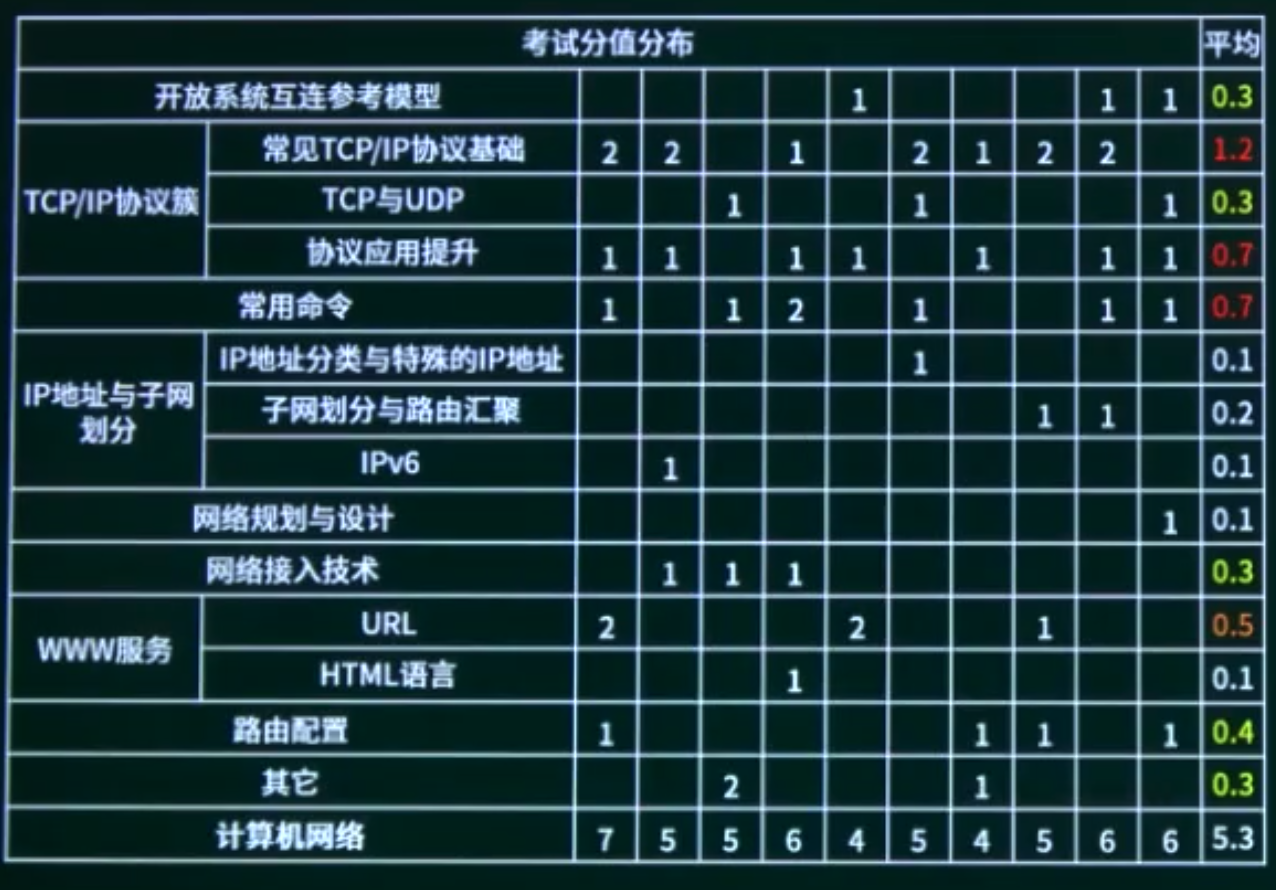 考试分值分布 平均
开放系统互连参考模型 1 1 1 0.3
TCP/IP协议簇 常见TCP/IP协议基础 2 2 1 2 1 2 2 1.2
TCP与UDP 1 1 1 0.3
协议应用提升 1 1 1 1 1 1 1 0.7
常用命令 1 1 2 1 1 1 0.7
IP地址与子网
划分
IP地址分类与特殊的IP地址 1 0.1
子网划分与路由汇聚 1 1 0.2
IPv6 1 0.1
网络规划与设计 1 0.1
网络接入技术 1 1 1 0.3
WWW服务 URL 2 2 1 0.5
HTML语言 1 0.1
路由配置 1 1 1 1 0.4
其它 2 1 0.3
计算机网络 7 5 5 6 4 5 4 5 6 6 5.3